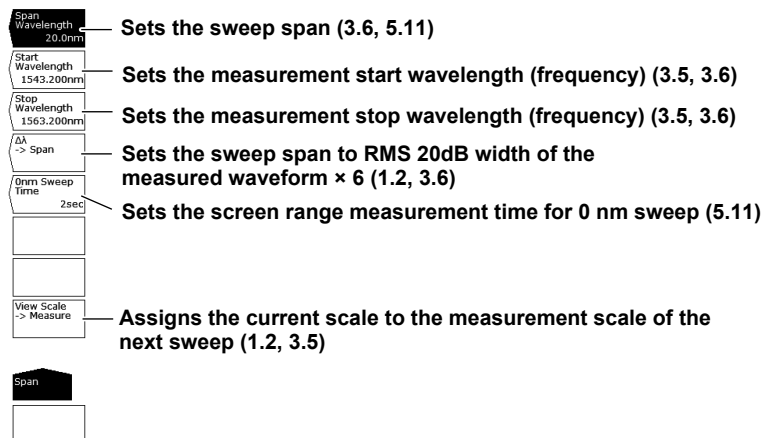 Span
Wavelength
20.0nm
Sets the sweep span (3.6, 5.11)
Start
Wavelength
1543.200nm
Sets the measurement start wavelength (frequency) (3.5, 3.6)
Stop
Wavelength
1563.200nm
Sets the measurement stop wavelength (frequency) (3.5, 3.6)
Δλ
-> Span
Sets the sweep span to RMS 20dB width of the
measured waveform × 6 (1.2, 3.6)
0nm Sweep
Time
2sec
Sets the screen range measurement time for 0 nm sweep (5.11)
View Scale
-> Measure
Assigns the current scale to the measurement scale of the
next sweep (1.2, 3.5)
Span